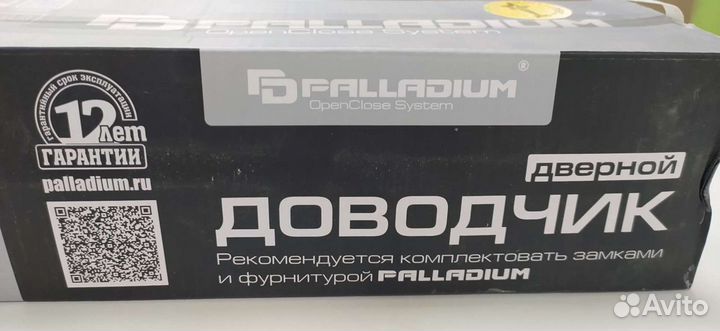 PALLADIUM
OpenClose System
PALLADIUM®
OpenClose System
гарантийный срок эксплуатации
12 лет
ГАРАНТИИ
palladium.ru
дверной
ДОВОДЧИК
Рекомендуется комплектовать замками
и фурнитурой PALLADIUM
Avito